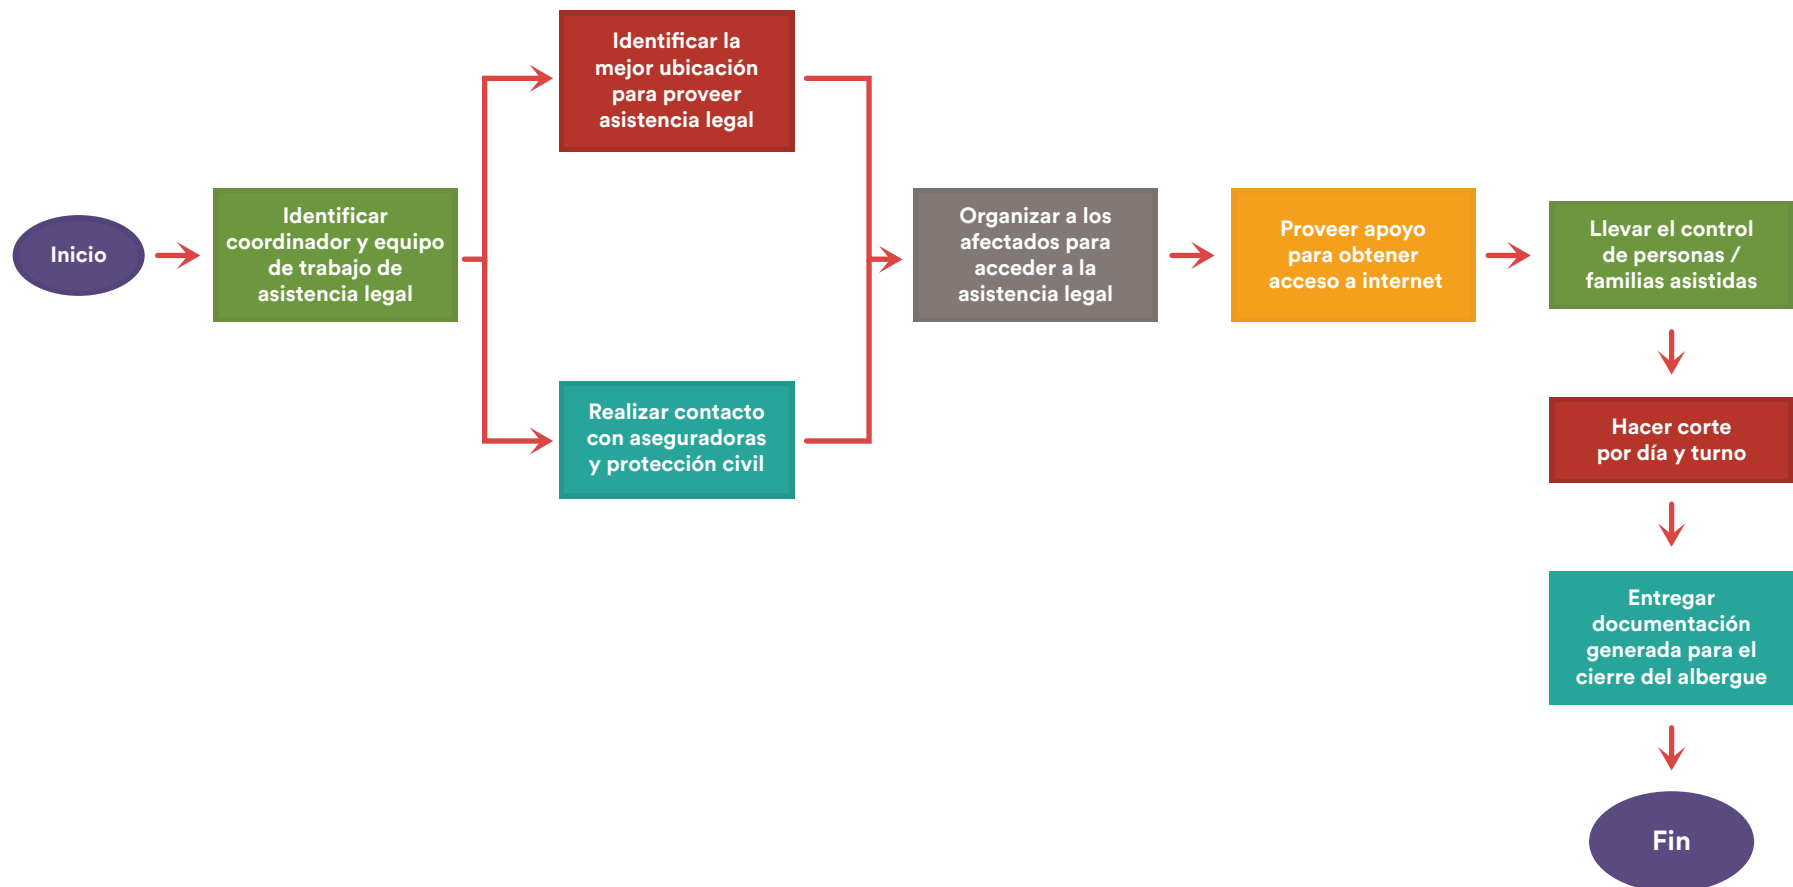 Inicio
Identificar
coordinador y equipo
de trabajo de
asistencia legal
Identificar la
mejor ubicación
para proveer
asistencia legal
Realizar contacto
con aseguradoras
y protección civil
Organizar a los
afectados para
acceder a la
asistencia legal
Proveer apoyo
para obtener
acceso a internet
Llevar el control
de personas /
familias asistidas
Hacer corte
por día y turno
Entregar
documentación
generada para el
cierre del albergue
Fin